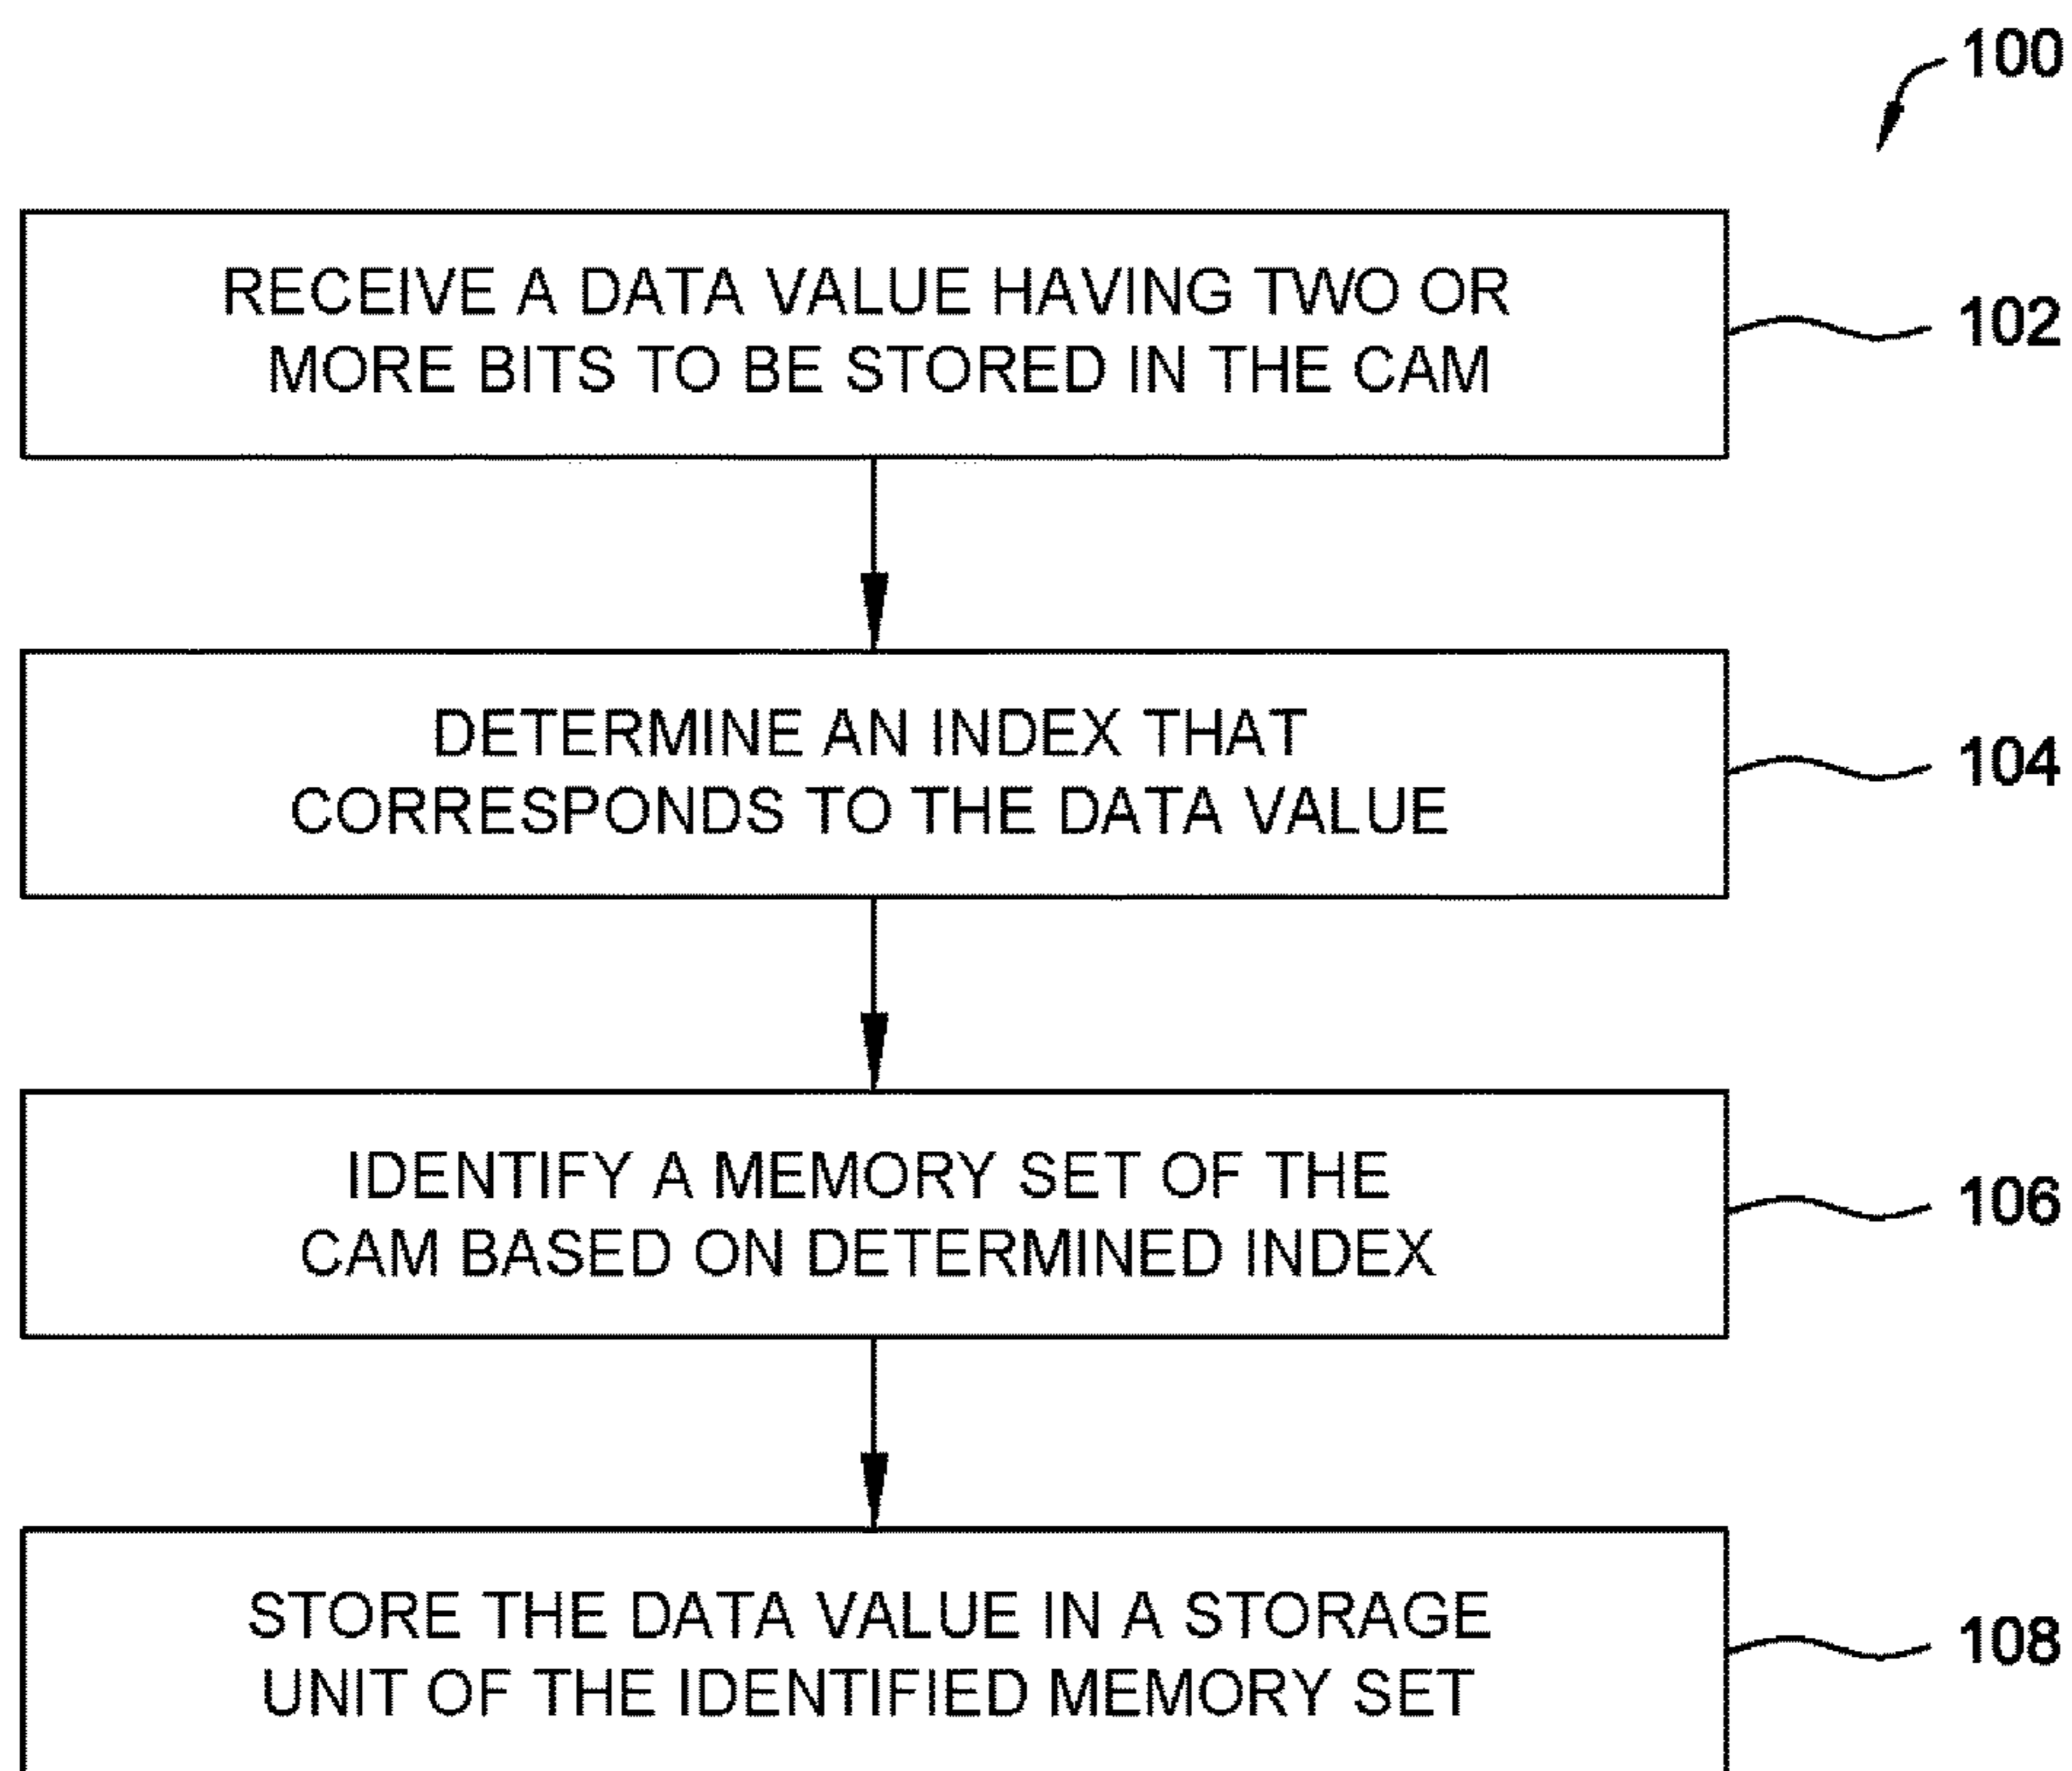 100
RECEIVE A DATA VALUE HAVING TWO OR
MORE BITS TO BE STORED IN THE CAM
102
DETERMINE AN INDEX THAT
CORRESPONDS TO THE DATA VALUE
104
IDENTIFY A MEMORY SET OF THE
CAM BASED ON DETERMINED INDEX
106
STORE THE DATA VALUE IN A STORAGE
UNIT OF THE IDENTIFIED MEMORY SET
108